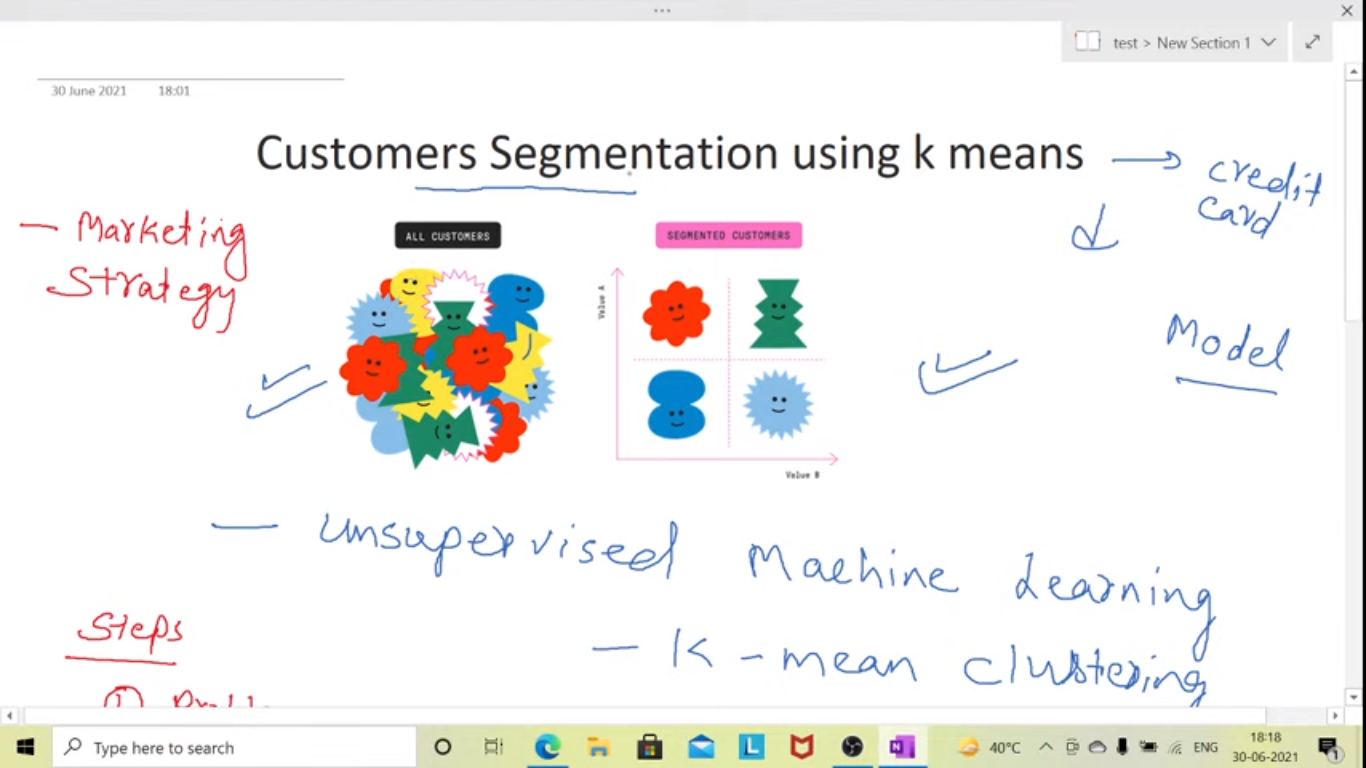 test > New Section 1
30 June 2021 18:01
Customers Segmentation using k means
→ credit card
- Marketing
Strategy
ALL CUSTOMERS
SEGMENTED CUSTOMERS
Value A
Value B
Model
- Unsupervised Machine Learning
- K-mean clustering
Steps
①
Type here to search
40°C
ENG
18:18
30-06-2021
1